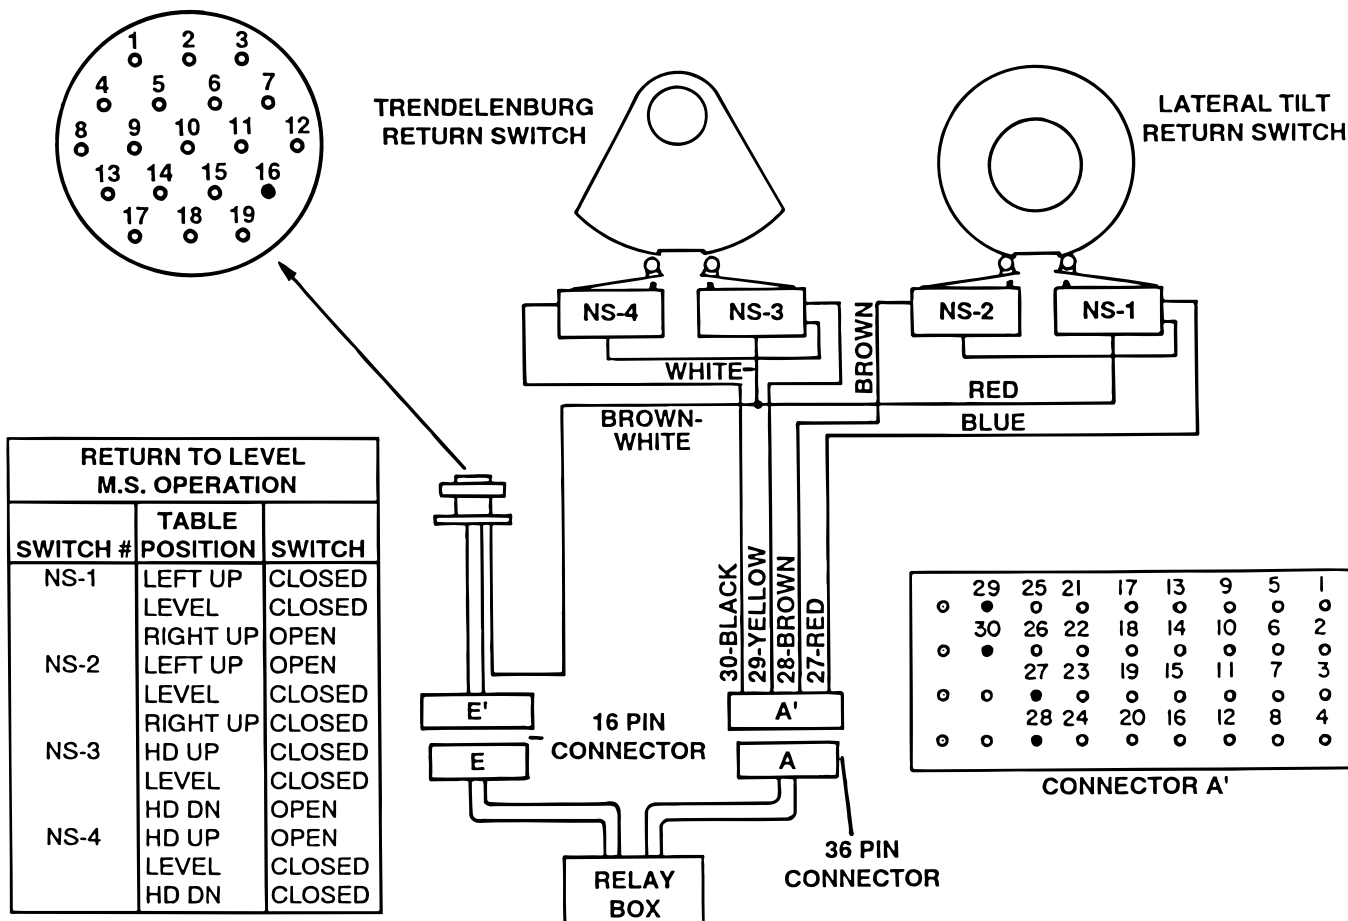 1 2 3
4 5 6 7
8 9 10 11 12
13 14 15 16
17 18 19
TRENDELENBURG
RETURN SWITCH
LATERAL TILT
RETURN SWITCH
NS-4 NS-3
NS-2 NS-1
WHITE
BROWN
RED
BLUE
BROWN-
WHITE
RETURN TO LEVEL
M.S. OPERATION
SWITCH # TABLE POSITION SWITCH
NS-1 LEFT UP CLOSED
LEVEL CLOSED
RIGHT UP OPEN
NS-2 LEFT UP OPEN
LEVEL CLOSED
RIGHT UP CLOSED
NS-3 HD UP CLOSED
LEVEL CLOSED
HD DN OPEN
NS-4 HD UP OPEN
LEVEL CLOSED
HD DN CLOSED
30-BLACK
29-YELLOW
28-BROWN
27-RED
E'
A'
16 PIN
CONNECTOR
E
A
36 PIN
CONNECTOR
RELAY
BOX
29 25 21 17 13 9 5 1
30 26 22 18 14 10 6 2
27 23 19 15 11 7 3
28 24 20 16 12 8 4
CONNECTOR A'